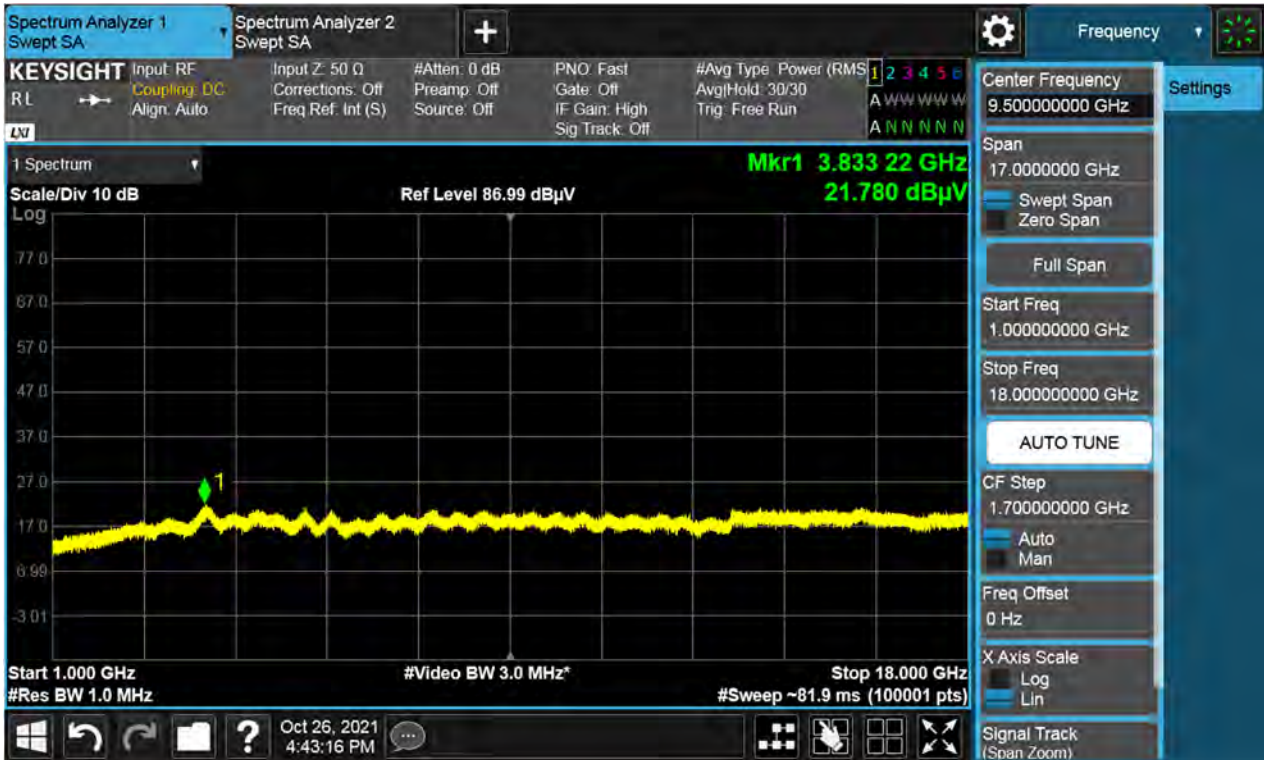 Spectrum Analyzer 1
Swept SA
Spectrum Analyzer 2
Swept SA
+
Frequency
KEYSIGHT
RL
LXI
Input: RF
Coupling: DC
Align: Auto
Input Z: 50 Ω
Corrections: Off
Freq Ref: Int (S)
#Atten: 0 dB
Preamp: Off
Source: Off
PNO: Fast
Gate: Off
IF Gain: High
Sig Track: Off
#Avg Type: Power (RMS
Avg|Hold: 30/30
Trig: Free Run
1 2 3 4 5 6
A W W W W W
A N N N N N
1 Spectrum
Scale/Div 10 dB
Ref Level 86.99 dBµV
Mkr1 3.833 22 GHz
21.780 dBµV
Log
77.0
67.0
57.0
47.0
37.0
27.0
17.0
6.99
-3.01
1
Start 1.000 GHz
#Video BW 3.0 MHz*
Stop 18.000 GHz
#Res BW 1.0 MHz
#Sweep ~81.9 ms (100001 pts)
Center Frequency
9.500000000 GHz
Settings
Span
17.0000000 GHz
Swept Span
Zero Span
Full Span
Start Freq
1.000000000 GHz
Stop Freq
18.000000000 GHz
AUTO TUNE
CF Step
1.700000000 GHz
Auto
Man
Freq Offset
0 Hz
X Axis Scale
Log
Lin
Signal Track
(Span Zoom)
?
Oct 26, 2021
4:43:16 PM